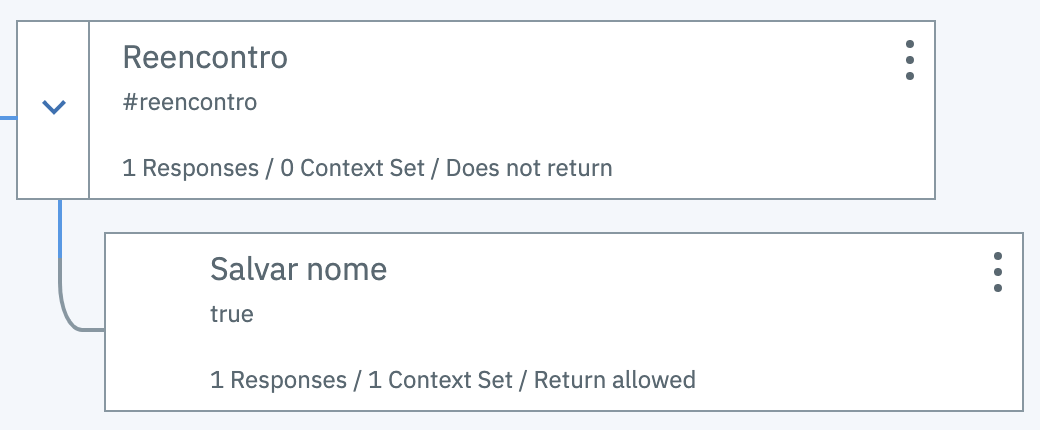 Reencontro
#reencontro
1 Responses / 0 Context Set / Does not return
Salvar nome
true
1 Responses / 1 Context Set / Return allowed